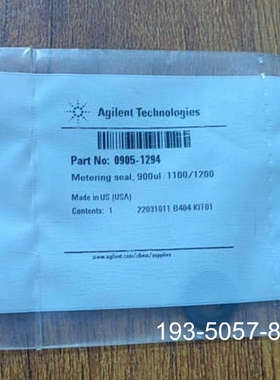 Agilent Technologies
Part No: 0905-1294
Metering seal, 900ul 1100/1200
Made in US (USA)
Contents: 1 22031011 B404 KIT01
www.agilent.com/chem/supplies
193-5057-8